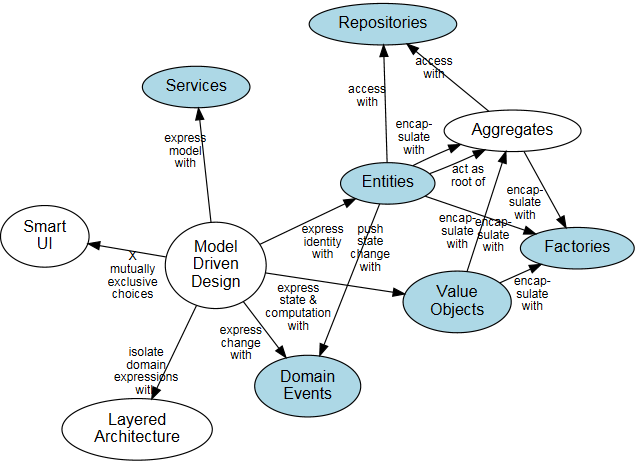 Repositories
access
with
Services
access
with
express
model
with
encap-
sulate
with
Aggregates
act as
root of
Entities
encap-
sulate
with
Smart
UI
express
identity
with
push
state
change
with
encap-
sulate
with
encap-
sulate
with
Factories
X
mutually
exclusive
choices
Model
Driven
Design
express
state &
computation
with
Value
Objects
encap-
sulate
with
express
change
with
isolate
domain
expressions
with
Domain
Events
Layered
Architecture